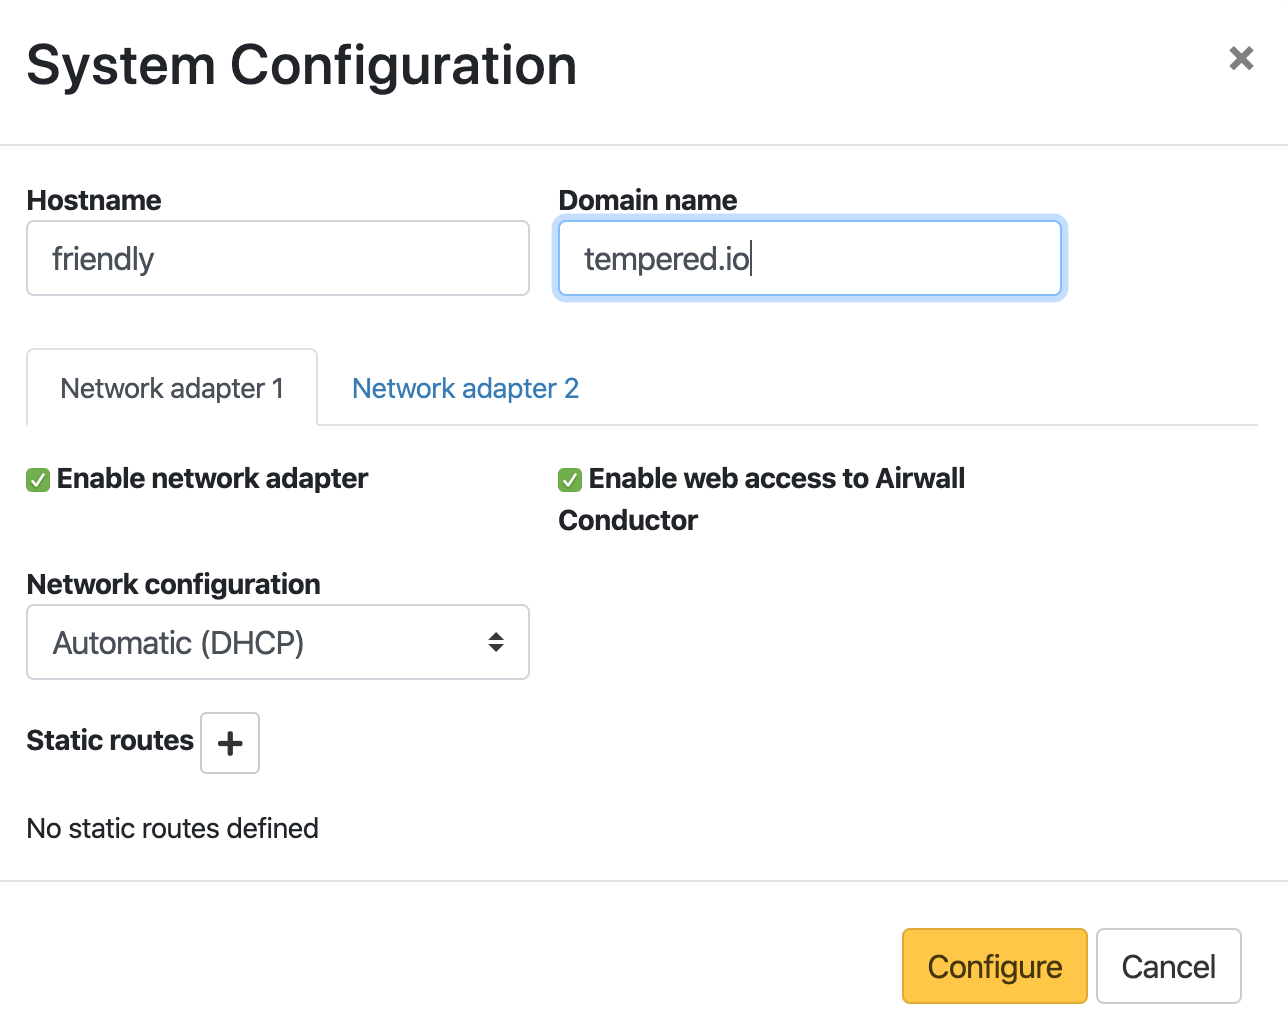 System Configuration
Hostname
Domain name
friendly
tempered.io
Network adapter 1
Network adapter 2
Enable network adapter
Enable web access to Airwall
Conductor
Network configuration
Automatic (DHCP)
Static routes
No static routes defined
Configure
Cancel